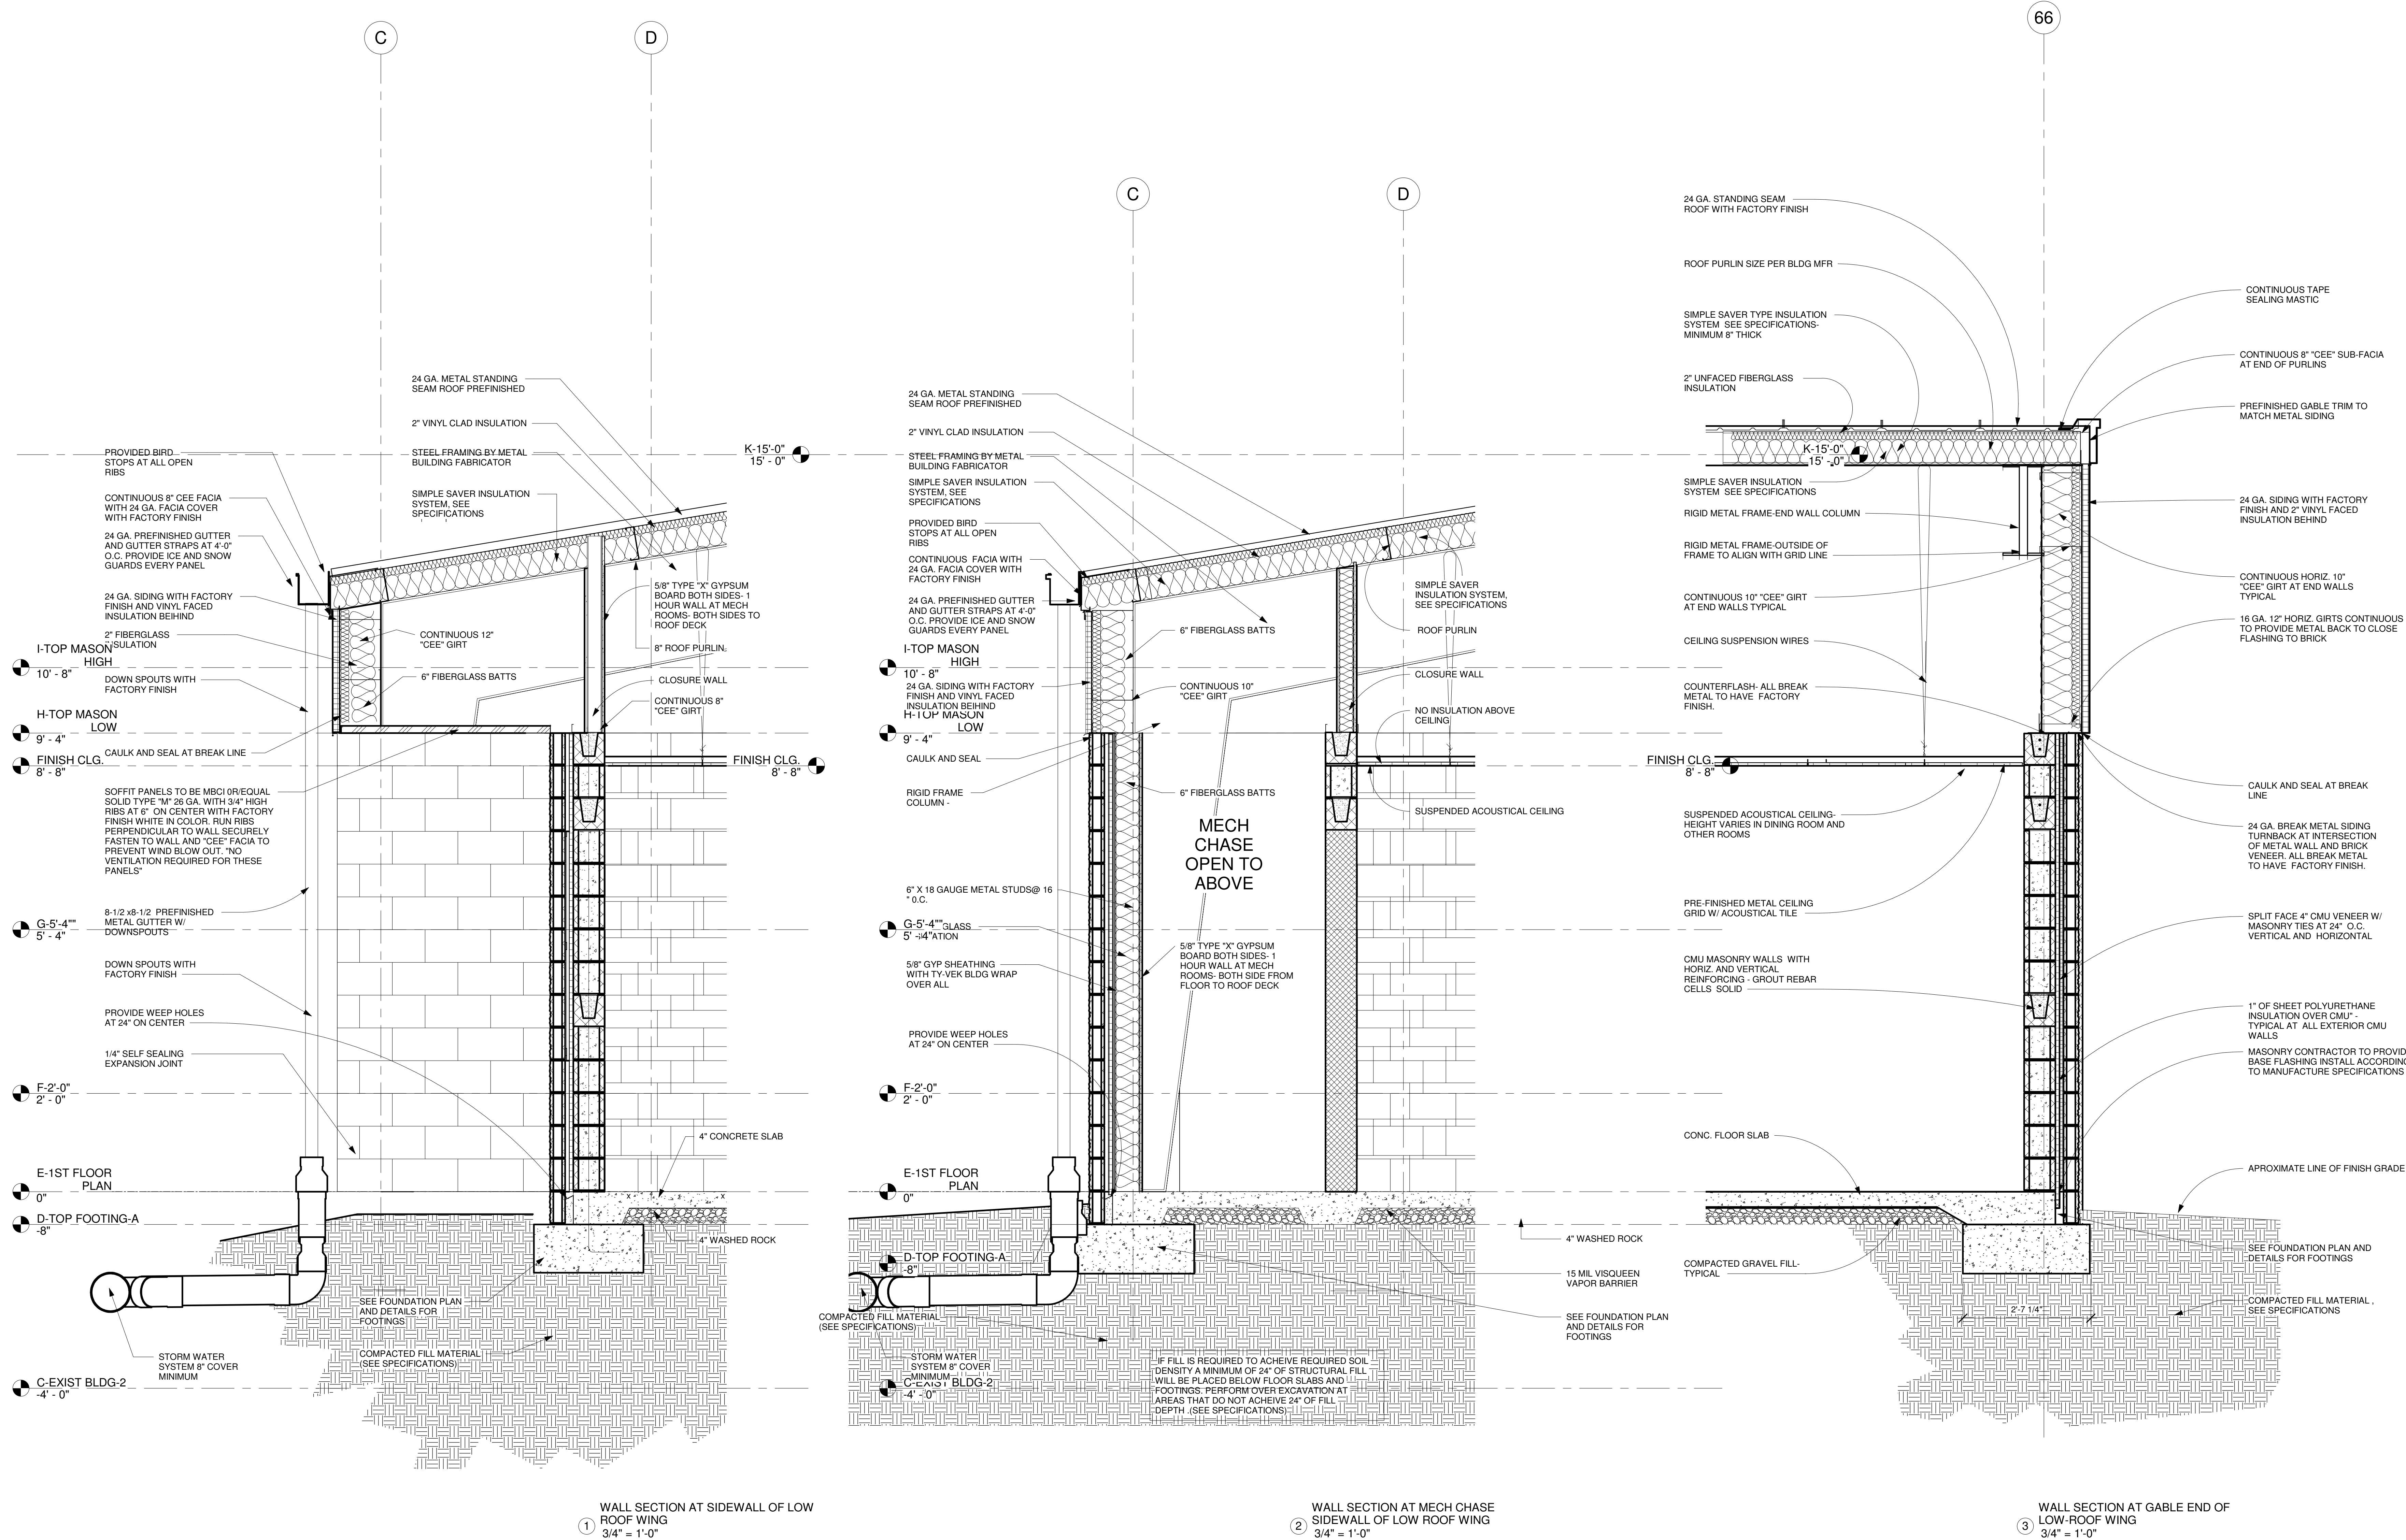 C
D
24 GA. METAL STANDING
SEAM ROOF PREFINISHED
2" VINYL CLAD INSULATION
STEEL FRAMING BY METAL
BUILDING FABRICATOR
SIMPLE SAVER INSULATION
SYSTEM, SEE
SPECIFICATIONS
K-15'-0"
15' - 0"
PROVIDED BIRD
STOPS AT ALL OPEN
RIBS
CONTINUOUS 8" CEE FACIA
WITH 24 GA. FACIA COVER
WITH FACTORY FINISH
24 GA. PREFINISHED GUTTER
AND GUTTER STRAPS AT 4'-0"
O.C. PROVIDE ICE AND SNOW
GUARDS EVERY PANEL
24 GA. SIDING WITH FACTORY
FINISH AND VINYL FACED
INSULATION BEIHIND
2" FIBERGLASS
INSULATION
I-TOP MASON
HIGH
10' - 8"
DOWN SPOUTS WITH
FACTORY FINISH
H-TOP MASON
LOW
9' - 4"
CAULK AND SEAL AT BREAK LINE
FINISH CLG.
8' - 8"
SOFFIT PANELS TO BE MBCI 0R/EQUAL
SOLID TYPE "M" 26 GA. WITH 3/4" HIGH
RIBS AT 6"  ON CENTER WITH FACTORY
FINISH WHITE IN COLOR. RUN RIBS
PERPENDICULAR TO WALL SECURELY
FASTEN TO WALL AND "CEE" FACIA TO
PREVENT WIND BLOW OUT. "NO
VENTILATION REQUIRED FOR THESE
PANELS"
8-1/2 x8-1/2  PREFINISHED
METAL GUTTER W/
DOWNSPOUTS
G-5'-4""
5' - 4"
DOWN SPOUTS WITH
FACTORY FINISH
PROVIDE WEEP HOLES
AT 24" ON CENTER
1/4" SELF SEALING
EXPANSION JOINT
F-2'-0"
2' - 0"
E-1ST FLOOR
PLAN
0"
D-TOP FOOTING-A
-8"
STORM WATER
SYSTEM 8" COVER
MINIMUM
C-EXIST BLDG-2
-4' - 0"
CONTINUOUS 12"
"CEE" GIRT
6" FIBERGLASS BATTS
5/8" TYPE "X" GYPSUM
BOARD BOTH SIDES- 1
HOUR WALL AT MECH
ROOMS- BOTH SIDES TO
ROOF DECK
8" ROOF PURLIN
CLOSURE WALL
CONTINUOUS 8"
"CEE" GIRT
FINISH CLG.
8' - 8"
4" CONCRETE SLAB
4" WASHED ROCK
SEE FOUNDATION PLAN
AND DETAILS FOR
FOOTINGS
COMPACTED FILL MATERIAL
(SEE SPECIFICATIONS)
1
WALL SECTION AT SIDEWALL OF LOW
ROOF WING
3/4" = 1'-0"
C
D
24 GA. METAL STANDING
SEAM ROOF PREFINISHED
2" VINYL CLAD INSULATION
STEEL FRAMING BY METAL
BUILDING FABRICATOR
SIMPLE SAVER INSULATION
SYSTEM, SEE
SPECIFICATIONS
PROVIDED BIRD
STOPS AT ALL OPEN
RIBS
CONTINUOUS  FACIA WITH
24 GA. FACIA COVER WITH
FACTORY FINISH
24 GA. PREFINISHED GUTTER
AND GUTTER STRAPS AT 4'-0"
O.C. PROVIDE ICE AND SNOW
GUARDS EVERY PANEL
I-TOP MASON
HIGH
10' - 8"
24 GA. SIDING WITH FACTORY
FINISH AND VINYL FACED
INSULATION BEIHIND
H-TOP MASON
LOW
9' - 4"
CAULK AND SEAL
RIGID FRAME
COLUMN -
6" X 18 GAUGE METAL STUDS@ 16
" 0.C.
G-5'-4""
5' - 4"
5/8" GYP SHEATHING
WITH TY-VEK BLDG WRAP
OVER ALL
PROVIDE WEEP HOLES
AT 24" ON CENTER
F-2'-0"
2' - 0"
E-1ST FLOOR
PLAN
0"
D-TOP FOOTING-A
-8"
COMPACTED FILL MATERIAL
(SEE SPECIFICATIONS)
STORM WATER
SYSTEM 8" COVER
MINIMUM
C-EXIST BLDG-2
-4' - 0"
6" FIBERGLASS BATTS
CONTINUOUS 10"
"CEE" GIRT
6" FIBERGLASS BATTS
MECH
CHASE
OPEN TO
ABOVE
5/8" TYPE "X" GYPSUM
BOARD BOTH SIDES- 1
HOUR WALL AT MECH
ROOMS- BOTH SIDE FROM
FLOOR TO ROOF DECK
SIMPLE SAVER
INSULATION SYSTEM,
SEE SPECIFICATIONS
ROOF PURLIN
CLOSURE WALL
NO INSULATION ABOVE
CEILING
SUSPENDED ACOUSTICAL CEILING
4" WASHED ROCK
15 MIL VISQUEEN
VAPOR BARRIER
SEE FOUNDATION PLAN
AND DETAILS FOR
FOOTINGS
IF FILL IS REQUIRED TO ACHEIVE REQUIRED SOIL
DENSITY A MINIMUM OF 24" OF STRUCTURAL FILL
WILL BE PLACED BELOW FLOOR SLABS AND
FOOTINGS. PERFORM OVER EXCAVATION AT
AREAS THAT DO NOT ACHEIVE 24" OF FILL
DEPTH .(SEE SPECIFICATIONS)
2
WALL SECTION AT MECH CHASE
SIDEWALL OF LOW ROOF WING
3/4" = 1'-0"
66
24 GA. STANDING SEAM
ROOF WITH FACTORY FINISH
ROOF PURLIN SIZE PER BLDG MFR
SIMPLE SAVER TYPE INSULATION
SYSTEM  SEE SPECIFICATIONS-
MINIMUM 8" THICK
2" UNFACED FIBERGLASS
INSULATION
K-15'-0"
15' - 0"
SIMPLE SAVER INSULATION
SYSTEM  SEE SPECIFICATIONS
RIGID METAL FRAME-END WALL COLUMN
RIGID METAL FRAME-OUTSIDE OF
FRAME TO ALIGN WITH GRID LINE
CONTINUOUS 10" "CEE" GIRT
AT END WALLS TYPICAL
CEILING SUSPENSION WIRES
COUNTERFLASH- ALL BREAK
METAL TO HAVE  FACTORY
FINISH.
FINISH CLG.
8' - 8"
SUSPENDED ACOUSTICAL CEILING-
HEIGHT VARIES IN DINING ROOM AND
OTHER ROOMS
PRE-FINISHED METAL CEILING
GRID W/ ACOUSTICAL TILE
CMU MASONRY WALLS  WITH
HORIZ. AND VERTICAL
REINFORCING - GROUT REBAR
CELLS  SOLID
CONC. FLOOR SLAB
COMPACTED GRAVEL FILL-
TYPICAL
2'-7 1/4"
CONTINUOUS TAPE
SEALING MASTIC
CONTINUOUS 8" "CEE" SUB-FACIA
AT END OF PURLINS
PREFINISHED GABLE TRIM TO
MATCH METAL SIDING
24 GA. SIDING WITH FACTORY
FINISH AND 2" VINYL FACED
INSULATION BEHIND
CONTINUOUS HORIZ. 10"
"CEE" GIRT AT END WALLS
TYPICAL
16 GA. 12" HORIZ. GIRTS CONTINUOUS
TO PROVIDE METAL BACK TO CLOSE
FLASHING TO BRICK
CAULK AND SEAL AT BREAK
LINE
24 GA. BREAK METAL SIDING
TURNBACK AT INTERSECTION
OF METAL WALL AND BRICK
VENEER. ALL BREAK METAL
TO HAVE  FACTORY FINISH.
SPLIT FACE 4" CMU VENEER W/
MASONRY TIES AT 24"  O.C.
VERTICAL AND  HORIZONTAL
1" OF SHEET POLYURETHANE
INSULATION OVER CMU" -
TYPICAL AT  ALL EXTERIOR CMU
WALLS
MASONRY CONTRACTOR TO PROVID
BASE FLASHING INSTALL ACCORDING
TO MANUFACTURE SPECIFICATIONS
APROXIMATE LINE OF FINISH GRADE
SEE FOUNDATION PLAN AND
DETAILS FOR FOOTINGS
COMPACTED FILL MATERIAL ,
SEE SPECIFICATIONS
3
WALL SECTION AT GABLE END OF
LOW-ROOF WING
3/4" = 1'-0"